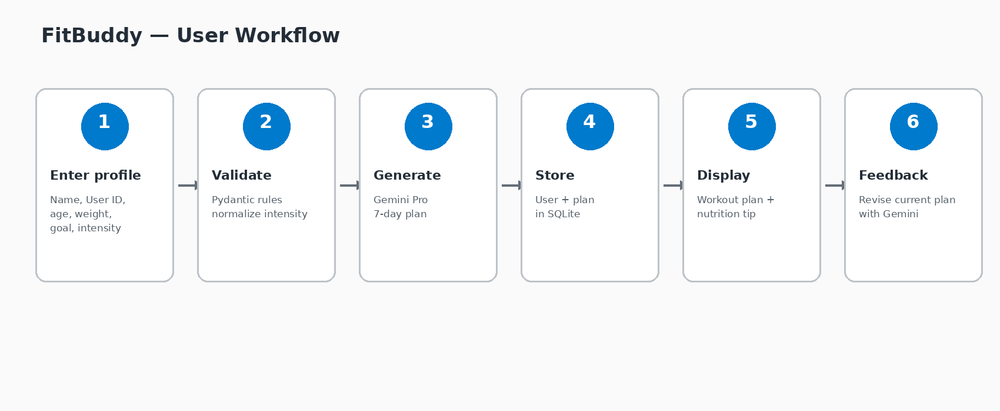 FitBuddy — User Workflow
1
Enter profile
Name, User ID,
age, weight,
goal, intensity
2
Validate
Pydantic rules
normalize intensity
3
Generate
Gemini Pro
7-day plan
4
Store
User + plan
in SQLite
5
Display
Workout plan +
nutrition tip
6
Feedback
Revise current plan
with Gemini